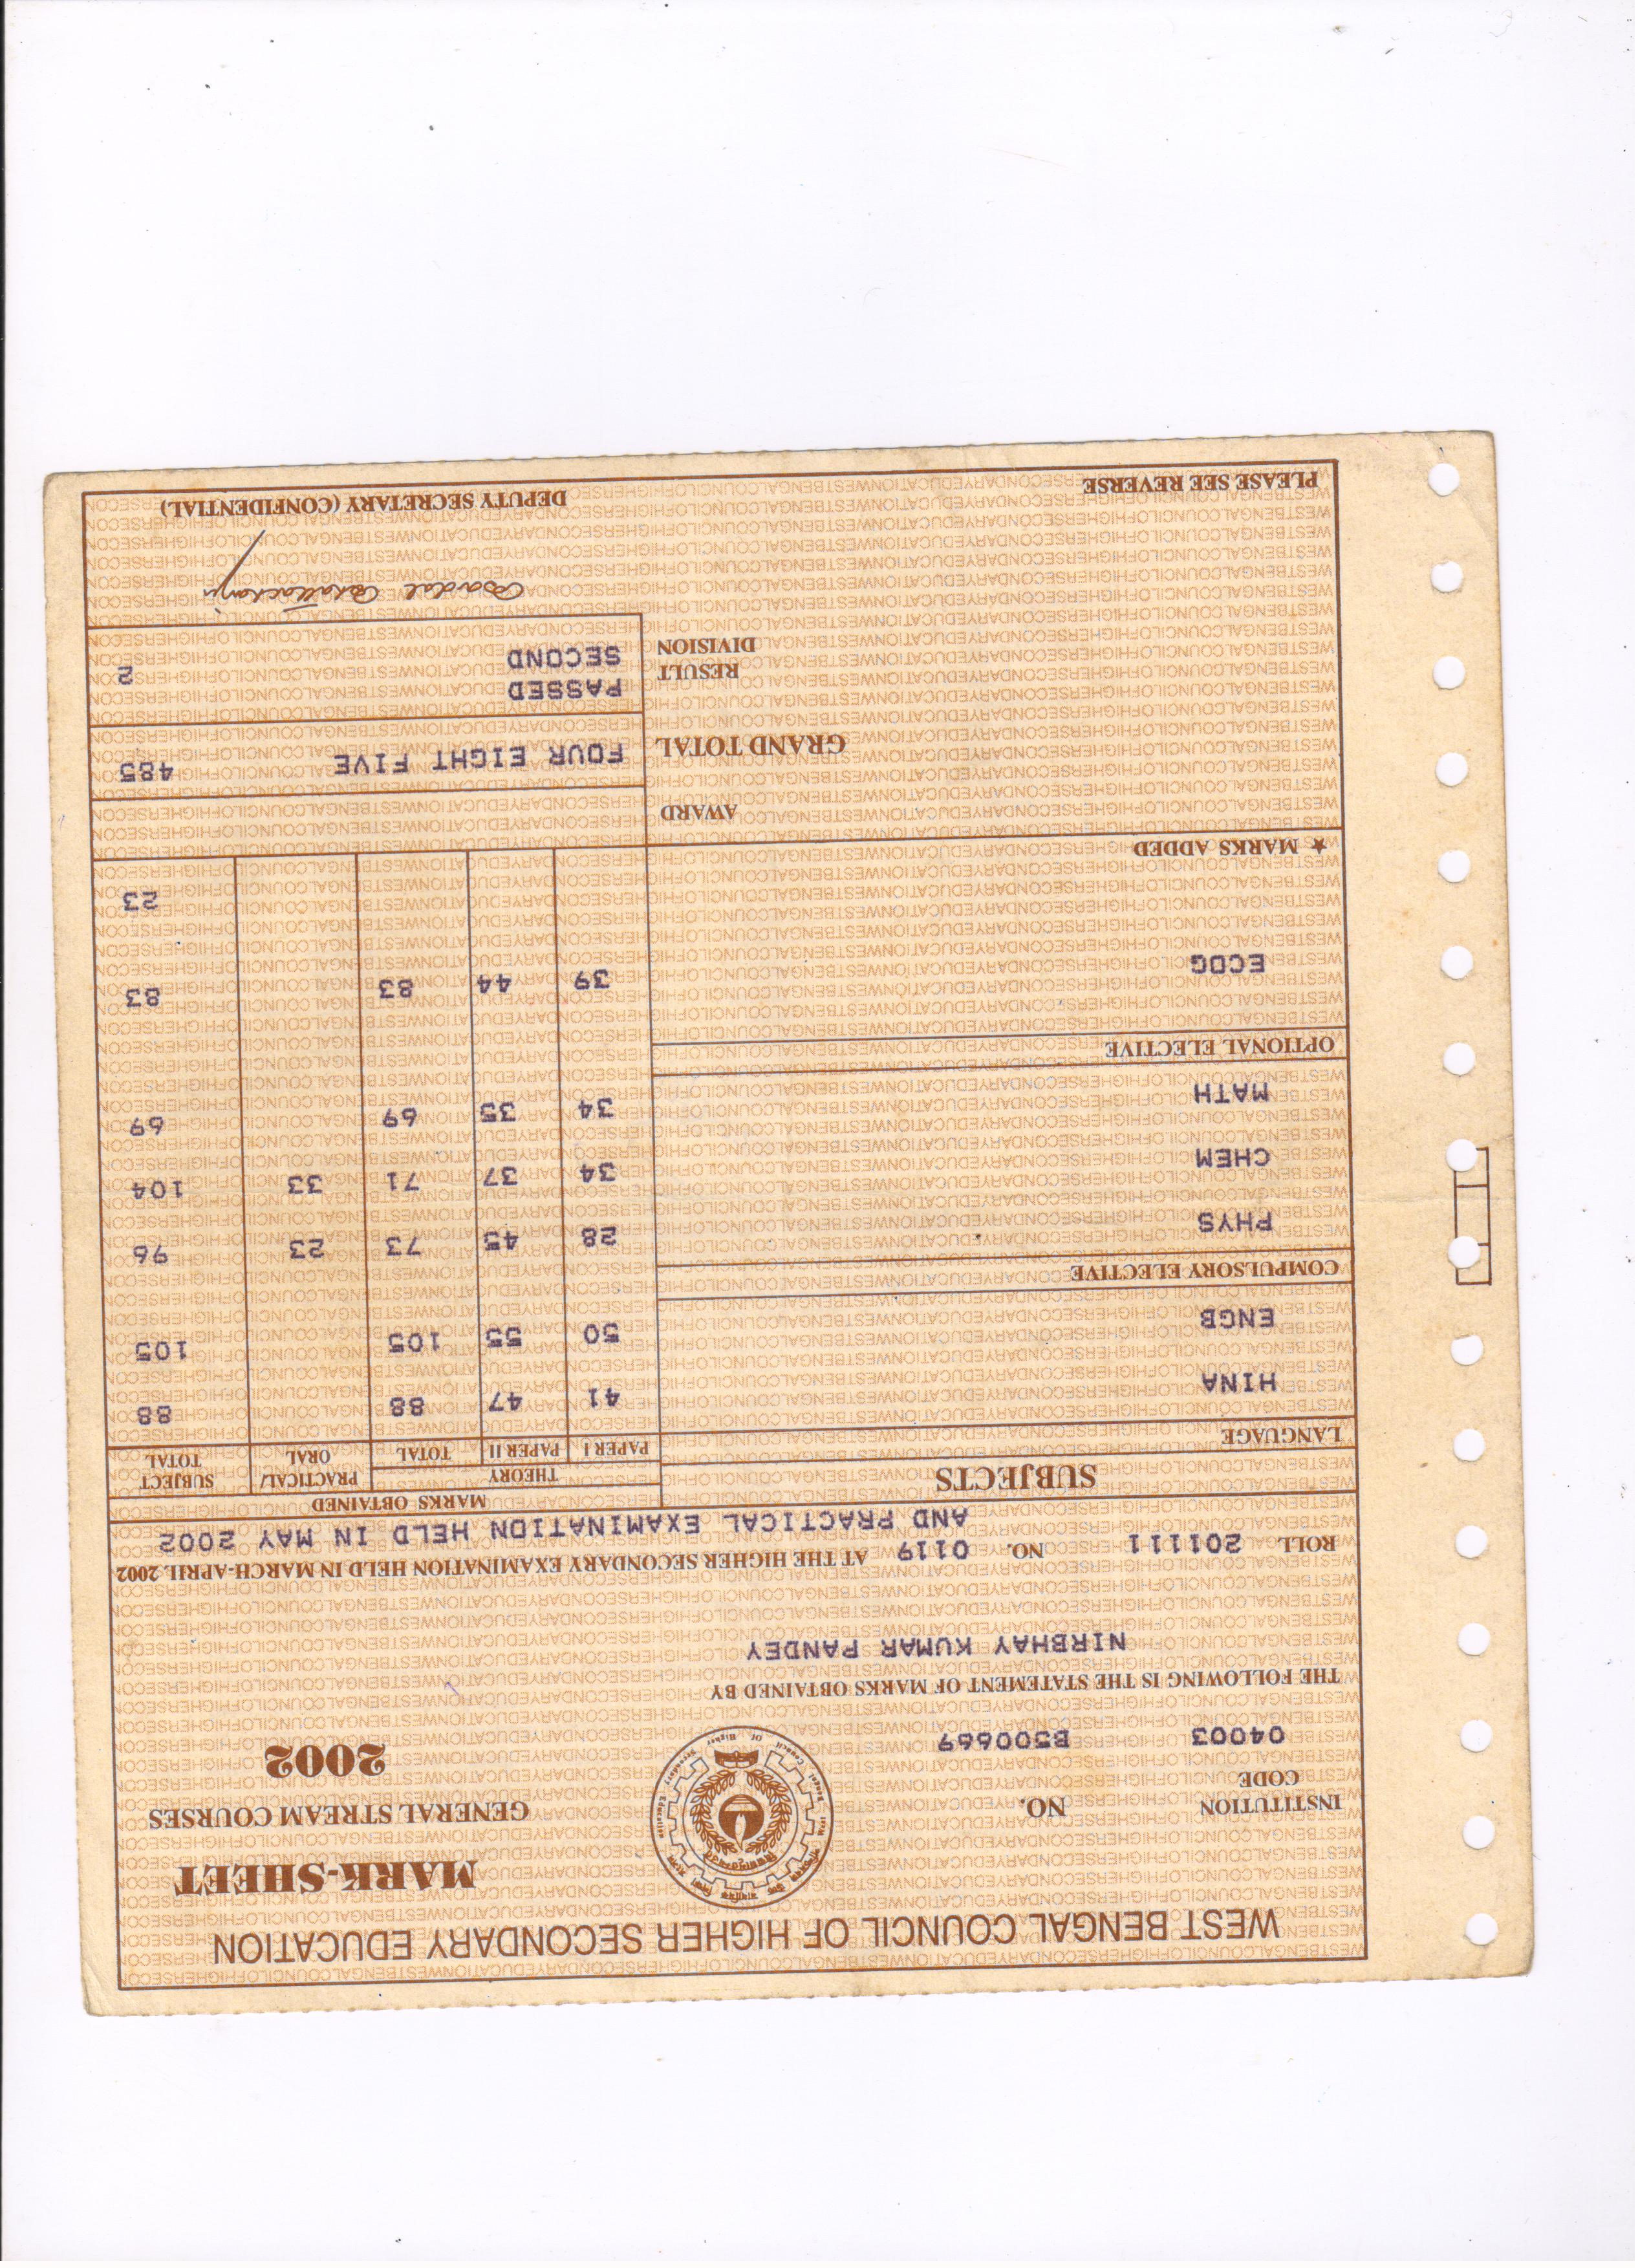 WEST BENGAL COUNCIL OF HIGHER SECONDARY EDUCATION
MARK-SHEET
GENERAL STREAM COURSES
2002
INSTITUTION CODE
04003
NO.
B500669
THE FOLLOWING IS THE STATEMENT OF MARKS OBTAINED BY
NIRBHAY KUMAR PANDEY
ROLL 201111 NO. 0119 AT THE HIGHER SECONDARY EXAMINATION HELD IN MARCH-APRIL, 2002
AND PRACTICAL EXAMINATION HELD IN MAY 2002
SUBJECTS
MARKS OBTAINED
THEORY
PAPER I PAPER II TOTAL
PRACTICAL/ ORAL
SUBJECT TOTAL
LANGUAGE
HINA 41 47 88 88
ENGB 50 55 105 105
COMPULSORY ELECTIVE
PHYS 28 45 73 23 96
CHEM 34 37 71 33 104
MATH 34 35 69 69
OPTIONAL ELECTIVE
ECOG 39 44 83 83
★ MARKS ADDED 23
AWARD
GRAND TOTAL FOUR EIGHT FIVE 485
RESULT PASSED
DIVISION SECOND 2
PLEASE SEE REVERSE
DEPUTY SECRETARY (CONFIDENTIAL)